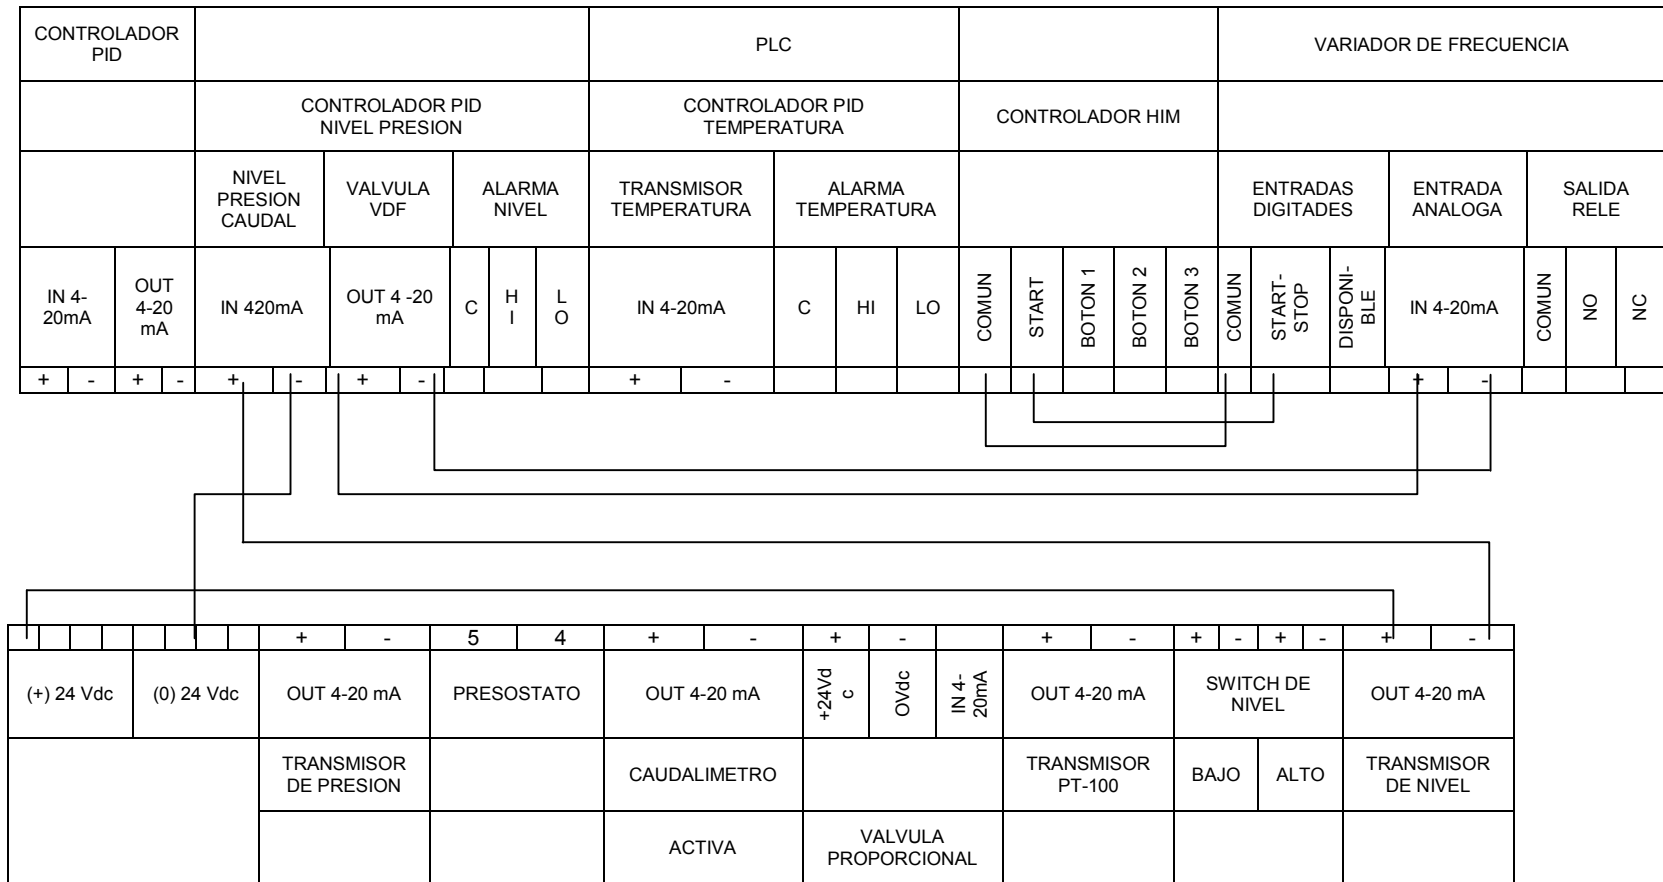 CONTROLADOR
PID
PLC
VARIADOR DE FRECUENCIA
CONTROLADOR PID
NIVEL PRESION
CONTROLADOR PID
TEMPERATURA
CONTROLADOR HIM
NIVEL
PRESION
CAUDAL
VALVULA
VDF
ALARMA
NIVEL
TRANSMISOR
TEMPERATURA
ALARMA
TEMPERATURA
ENTRADAS
DIGITADES
ENTRADA
ANALOGA
SALIDA
RELE
IN 4-
20mA
OUT
4-20
mA
IN 420mA
OUT 4 -20
mA
C
H
I
L
O
IN 4-20mA
C
HI
LO
COMUN
START
BOTON 1
BOTON 2
BOTON 3
COMUN
START-
STOP
DISPONI-
BLE
IN 4-20mA
COMUN
NO
NC
+ - + - + - + - + - + -
+ - 5 4 + - + - + - + - + - + -
(+) 24 Vdc
(0) 24 Vdc
OUT 4-20 mA
PRESOSTATO
OUT 4-20 mA
+24Vd
c
OVdc
IN 4-
20mA
OUT 4-20 mA
SWITCH DE
NIVEL
OUT 4-20 mA
TRANSMISOR
DE PRESION
CAUDALIMETRO
TRANSMISOR
PT-100
BAJO
ALTO
TRANSMISOR
DE NIVEL
ACTIVA
VALVULA
PROPORCIONAL